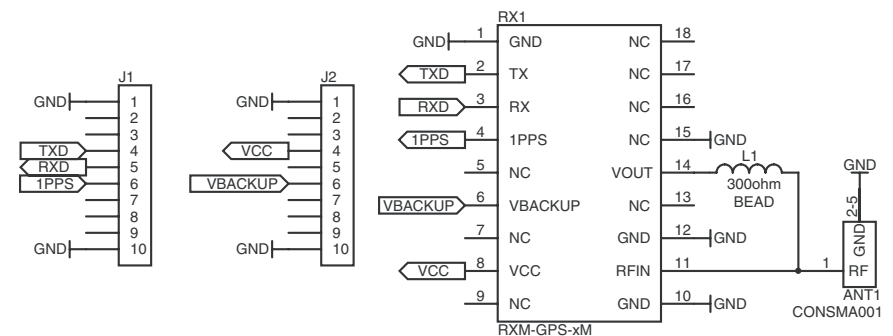 RX1
GND 1 GND NC 18
TXD 2 TX NC 17
RXD 3 RX NC 16
1PPS 4 1PPS NC 15 GND
5 NC VOUT 14
VBACKUP 6 VBACKUP NC 13
7 NC GND 12 GND
VCC 8 VCC RFIN 11
9 NC GND 10 GND
RXM-GPS-xM
J1
GND 1
2
3
TXD 4
RXD 5
1PPS 6
7
8
9
GND 10
J2
GND 1
2
3
VCC 4
5
VBACKUP 6
7
8
9
GND 10
L1
300ohm
BEAD
GND
2-5
GND
1 RF
ANT1
CONSMA001